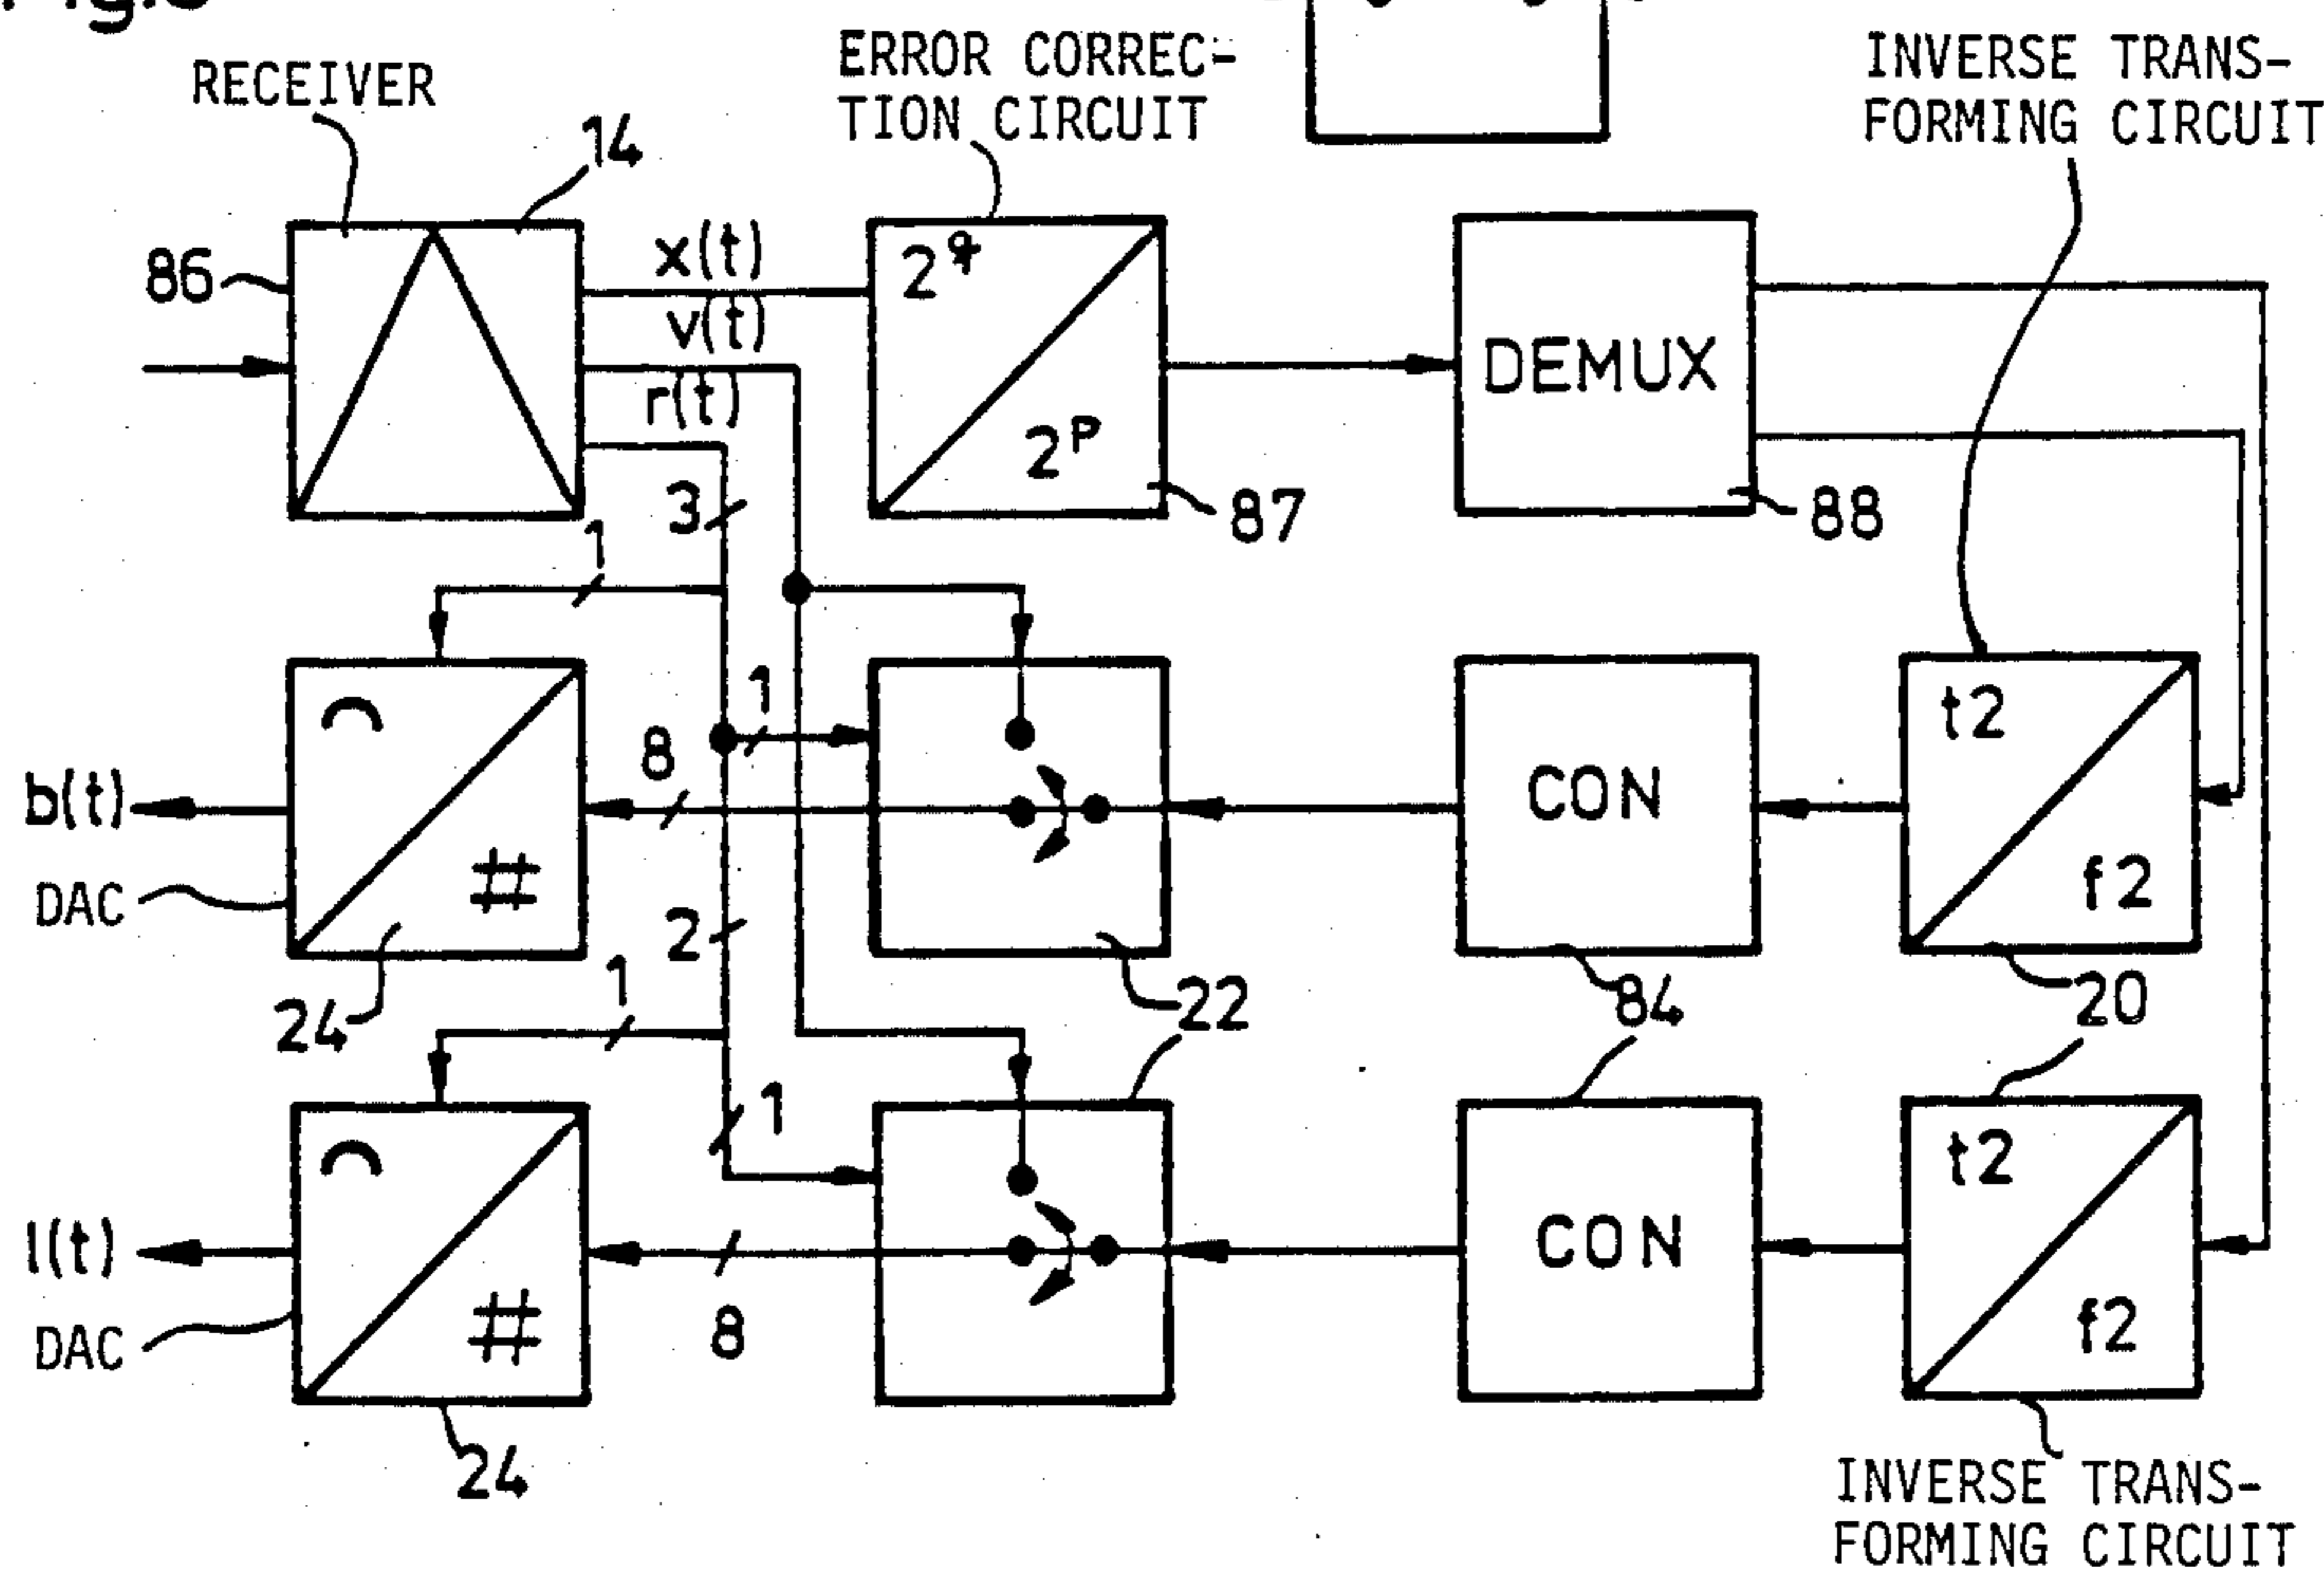 RECEIVER
ERROR CORREC-
TION CIRCUIT
INVERSE TRANS-
FORMING CIRCUIT
14
86
x(t)
v(t)
r(t)
2^q
2^p
87
DEMUX
88
3
1
1
8
b(t)
DAC
#
24
2
22
CON
84
t2
f2
20
1
1
l(t)
DAC
#
24
8
CON
t2
f2
INVERSE TRANS-
FORMING CIRCUIT